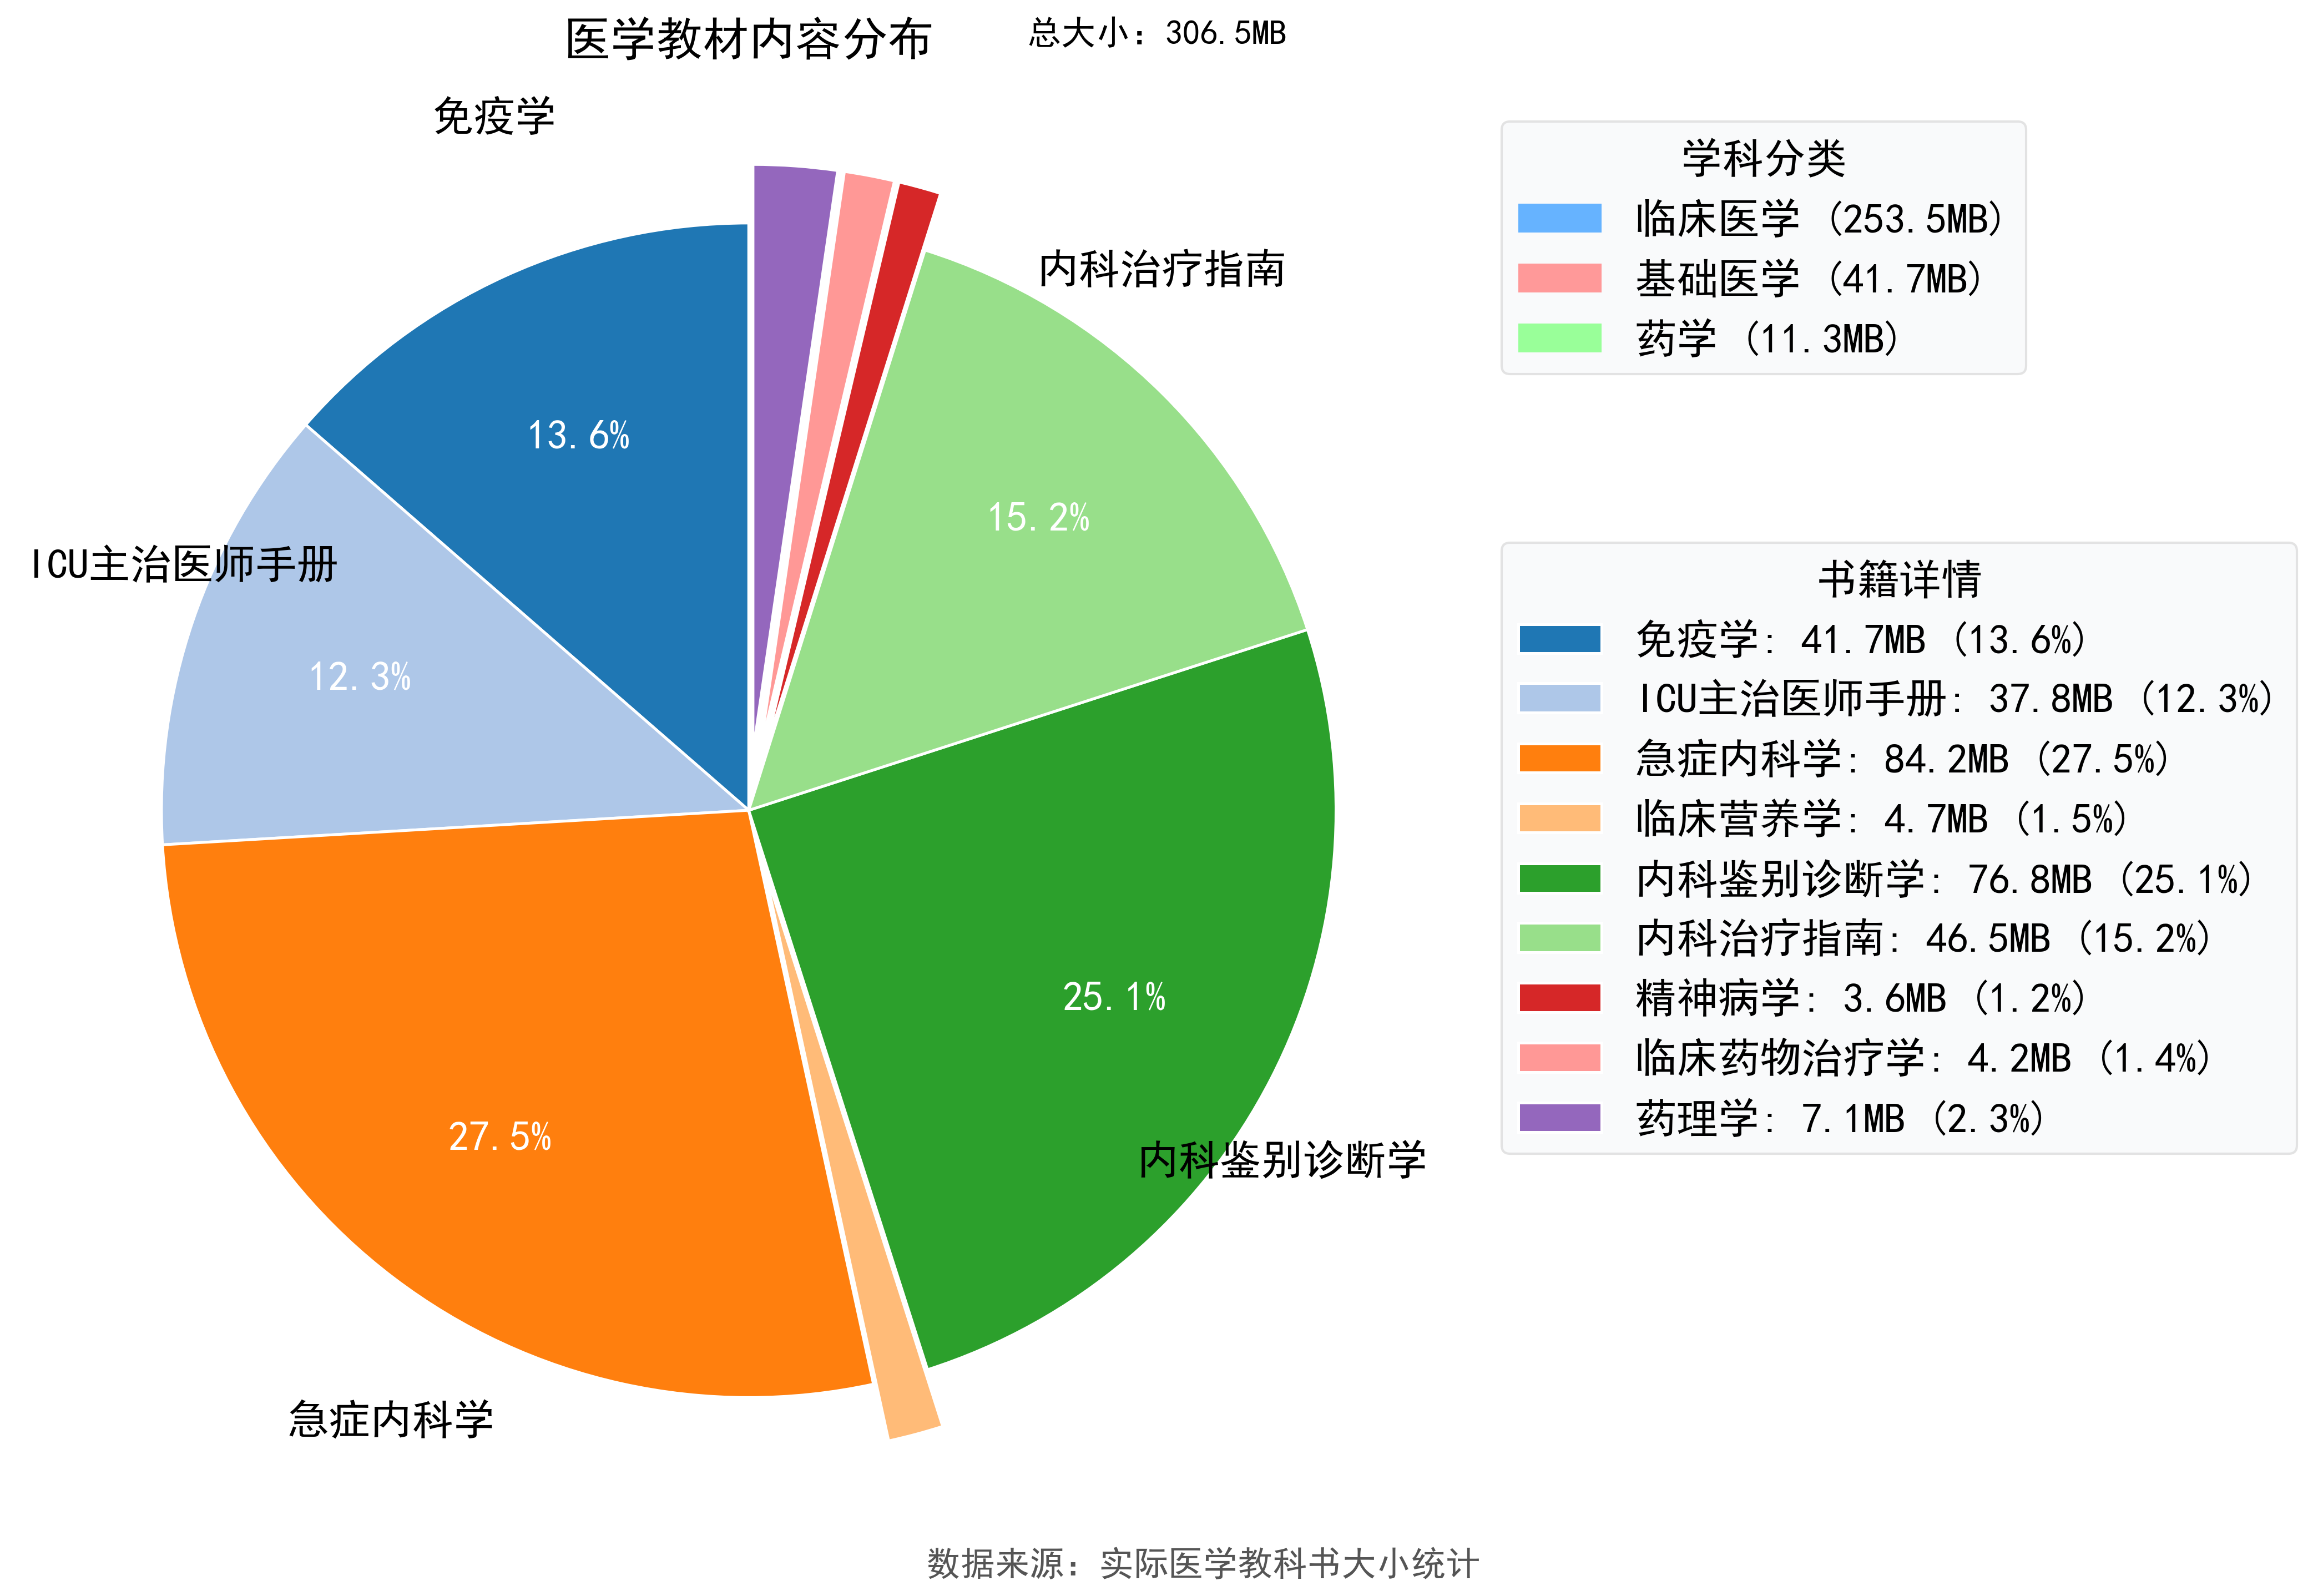 医学教材内容分布
总大小：306.5MB
免疫学
内科治疗指南
ICU主治医师手册
内科鉴别诊断学
急症内科学
13.6%
15.2%
12.3%
25.1%
27.5%
学科分类
临床医学 (253.5MB)
基础医学 (41.7MB)
药学 (11.3MB)
书籍详情
免疫学: 41.7MB (13.6%)
ICU主治医师手册: 37.8MB (12.3%)
急症内科学: 84.2MB (27.5%)
临床营养学: 4.7MB (1.5%)
内科鉴别诊断学: 76.8MB (25.1%)
内科治疗指南: 46.5MB (15.2%)
精神病学: 3.6MB (1.2%)
临床药物治疗学: 4.2MB (1.4%)
药理学: 7.1MB (2.3%)
数据来源：实际医学教科书大小统计